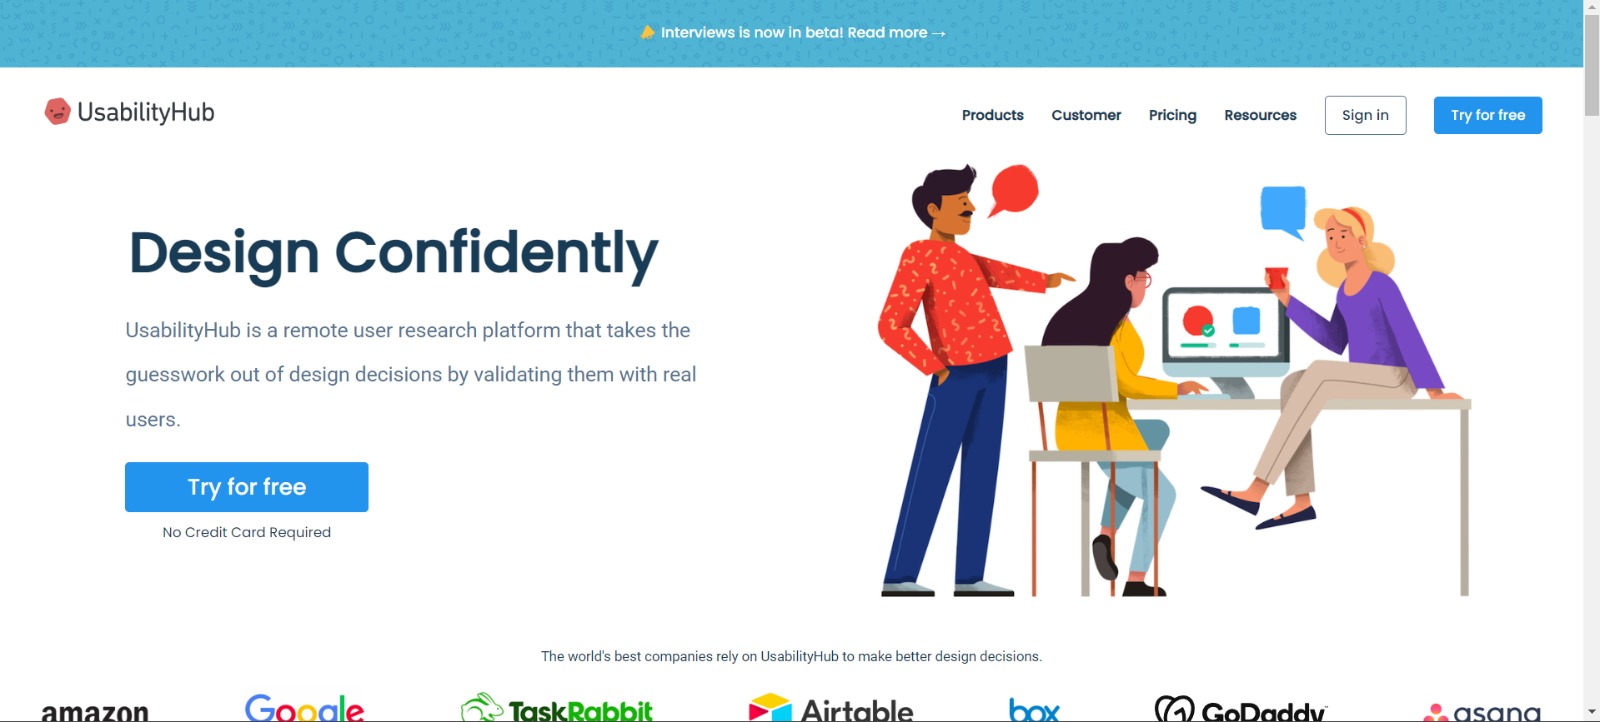 Interviews is now in beta! Read more →
UsabilityHub
Products Customer Pricing Resources Sign in Try for free
Design Confidently
UsabilityHub is a remote user research platform that takes the
guesswork out of design decisions by validating them with real
users.
Try for free
No Credit Card Required
The world's best companies rely on UsabilityHub to make better design decisions.
amazon Google TaskRabbit Airtable box GoDaddy asana